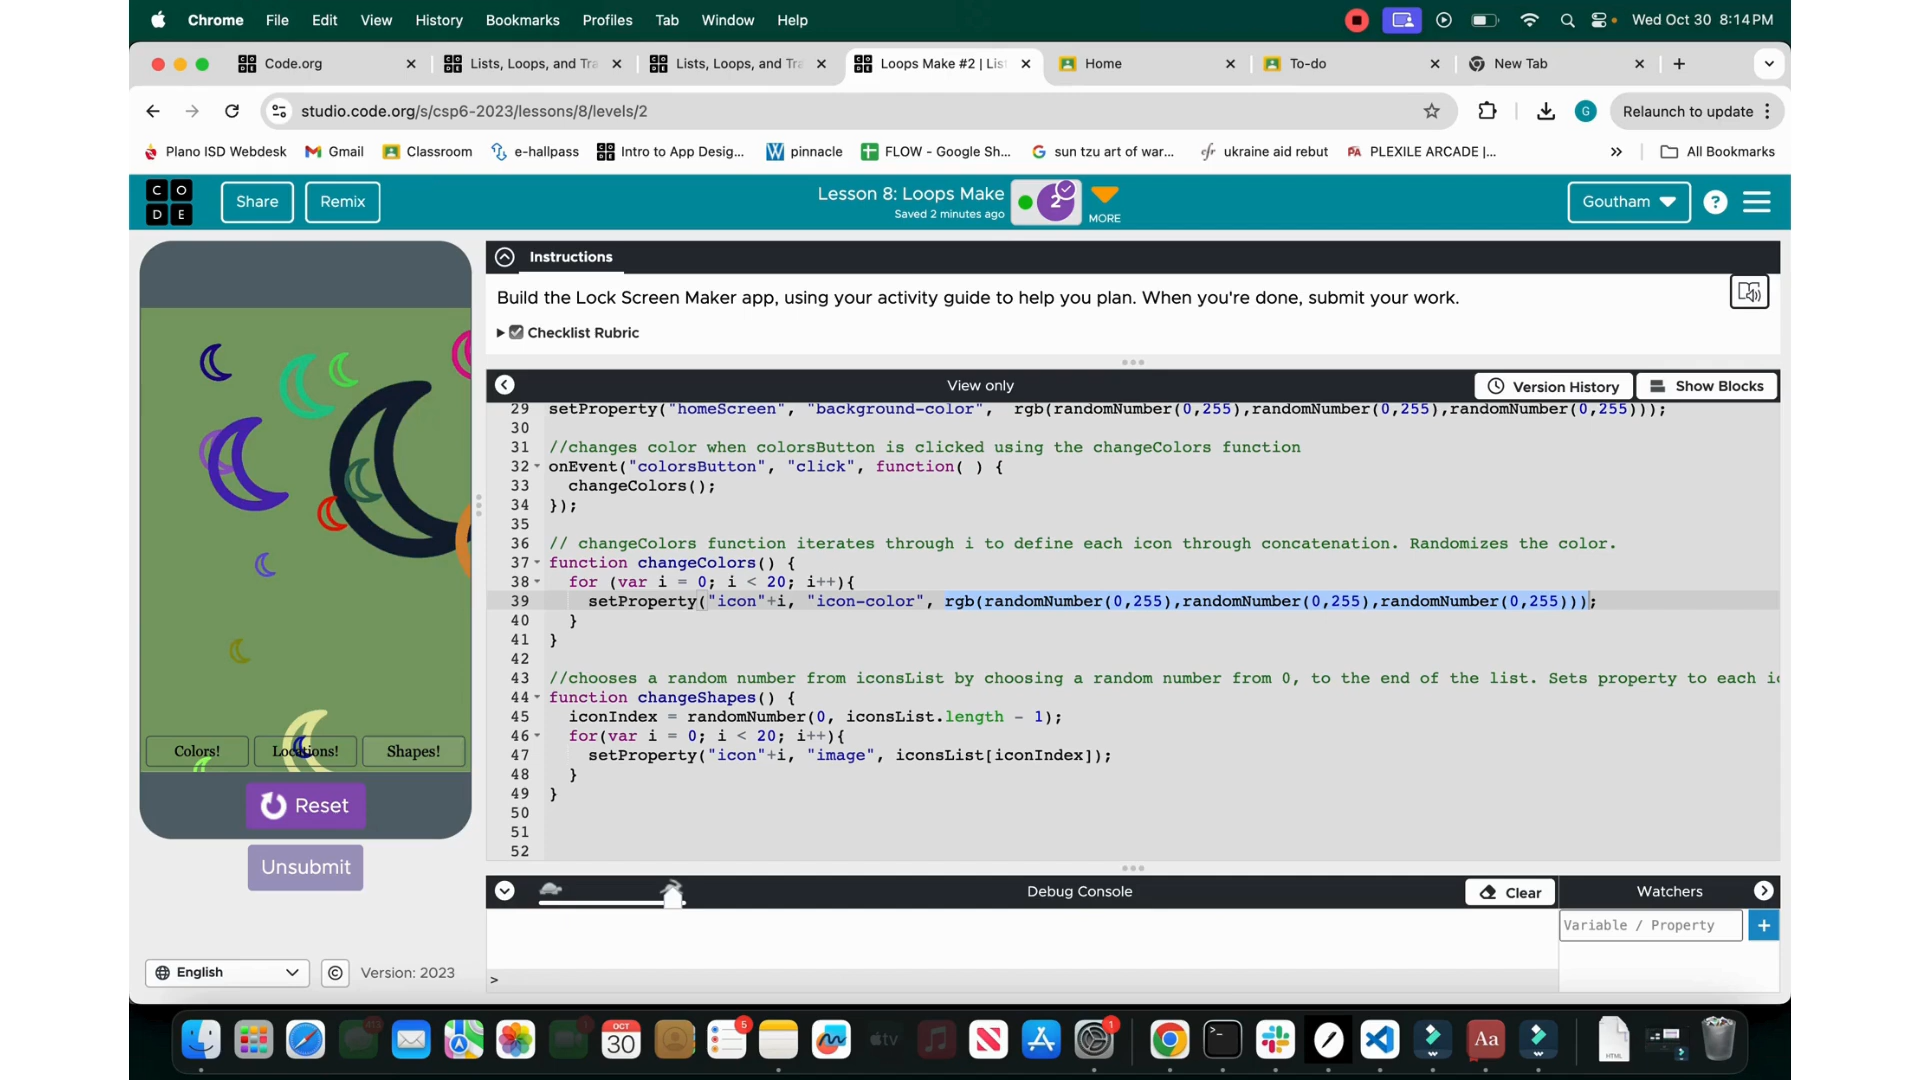 Chrome File Edit View History Bookmarks Profiles Tab Window Help Wed Oct 30 8:14 PM
Code.org Lists, Loops, and Tra Lists, Loops, and Tra Loops Make #2 | Lis Home To-do New Tab
studio.code.org/s/csp6-2023/lessons/8/levels/2 G Relaunch to update
Plano ISD Webdesk Gmail Classroom e-hallpass Intro to App Desig... pinnacle FLOW - Google Sh... sun tzu art of war... cfr ukraine aid rebut PA PLEXILE ARCADE |... All Bookmarks
CODE Share Remix Lesson 8: Loops Make 2 MORE Goutham ?
Saved 2 minutes ago
Instructions
Build the Lock Screen Maker app, using your activity guide to help you plan. When you're done, submit your work.
Checklist Rubric
View only Version History Show Blocks
29 setProperty("homeScreen", "background-color", rgb(randomNumber(0,255),randomNumber(0,255),randomNumber(0,255)));
30
31 //changes color when colorsButton is clicked using the changeColors function
32 onEvent("colorsButton", "click", function( ) {
33 changeColors();
34 });
35
36 // changeColors function iterates through i to define each icon through concatenation. Randomizes the color.
37 function changeColors() {
38 for (var i = 0; i < 20; i++){
39 setProperty("icon"+i, "icon-color", rgb(randomNumber(0,255),randomNumber(0,255),randomNumber(0,255)));
40 }
41 }
42
43 //chooses a random number from iconsList by choosing a random number from 0, to the end of the list. Sets property to each
44 function changeShapes() {
45 iconIndex = randomNumber(0, iconsList.length - 1);
46 for(var i = 0; i < 20; i++){
47 setProperty("icon"+i, "image", iconsList[iconIndex]);
48 }
49 }
50
51
52
Colors! Locations! Shapes!
Reset
Unsubmit
Debug Console Clear Watchers
Variable / Property +
>
English © Version: 2023
OCT 30 5 tv 1 Aa HTML